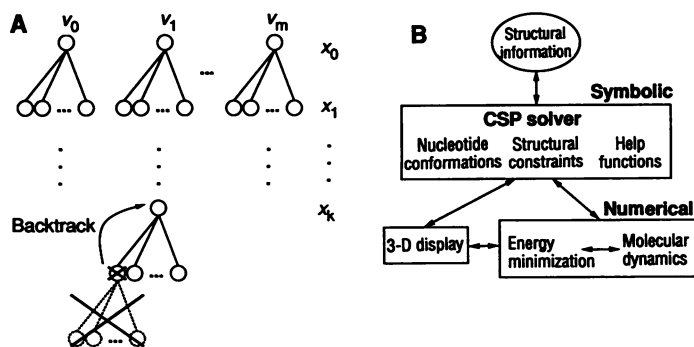 A
v0 v1 vm
x0
...
x1
... ... ...
Backtrack
xk
...
...
B
Structural
information
Symbolic
CSP solver
Nucleotide Structural Help
conformations constraints functions
Numerical
3-D display
Energy Molecular
minimization dynamics